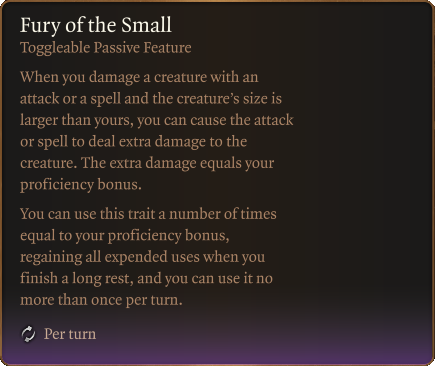 Fury of the Small
Toggleable Passive Feature
When you damage a creature with an
attack or a spell and the creature’s size is
larger than yours, you can cause the attack
or spell to deal extra damage to the
creature. The extra damage equals your
proficiency bonus.
You can use this trait a number of times
equal to your proficiency bonus,
regaining all expended uses when you
finish a long rest, and you can use it no
more than once per turn.
Per turn